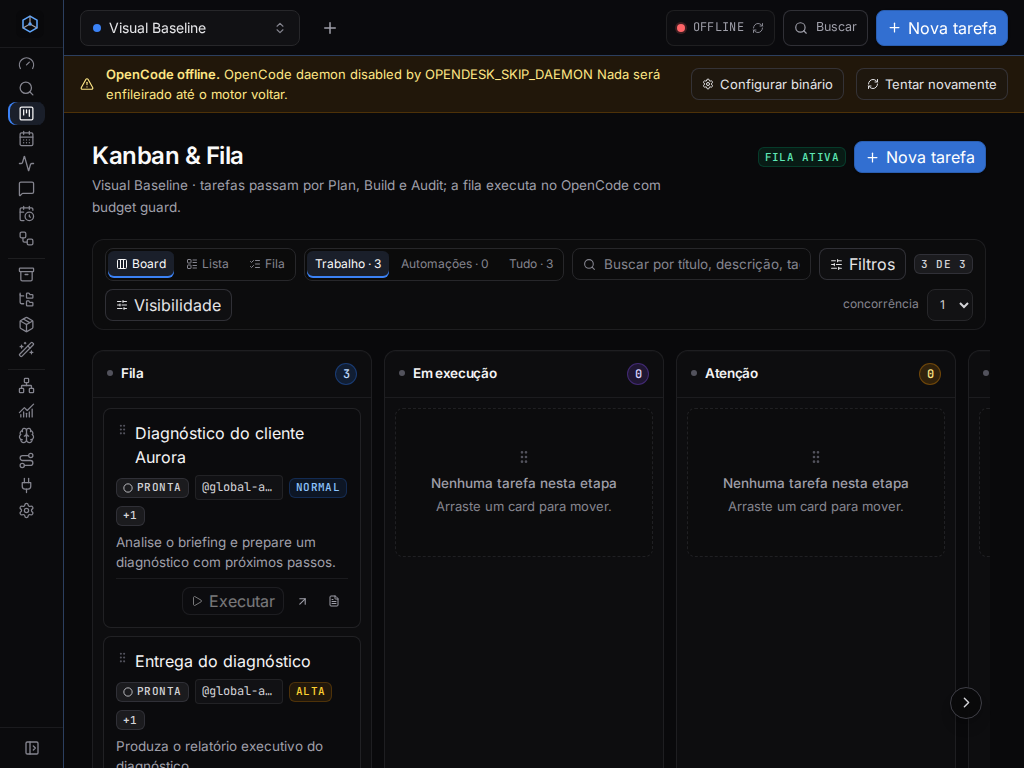 Visual Baseline
OFFLINE
Buscar
Nova tarefa
OpenCode offline. OpenCode daemon disabled by OPENDESK_SKIP_DAEMON Nada será
enfileirado até o motor voltar.
Configurar binário
Tentar novamente
Kanban & Fila
FILA ATIVA
Nova tarefa
Visual Baseline · tarefas passam por Plan, Build e Audit; a fila executa no OpenCode com
budget guard.
Board
Lista
Fila
Trabalho · 3
Automações · 0
Tudo · 3
Buscar por título, descrição, ta
Filtros
3 DE 3
Visibilidade
concorrência
1
Fila
3
Em execução
0
Atenção
0
Diagnóstico do cliente
Aurora
PRONTA
@global-a…
NORMAL
+1
Analise o briefing e prepare um
diagnóstico com próximos passos.
Executar
Nenhuma tarefa nesta etapa
Arraste um card para mover.
Nenhuma tarefa nesta etapa
Arraste um card para mover.
Entrega do diagnóstico
PRONTA
@global-a…
ALTA
+1
Produza o relatório executivo do
diagnóstico